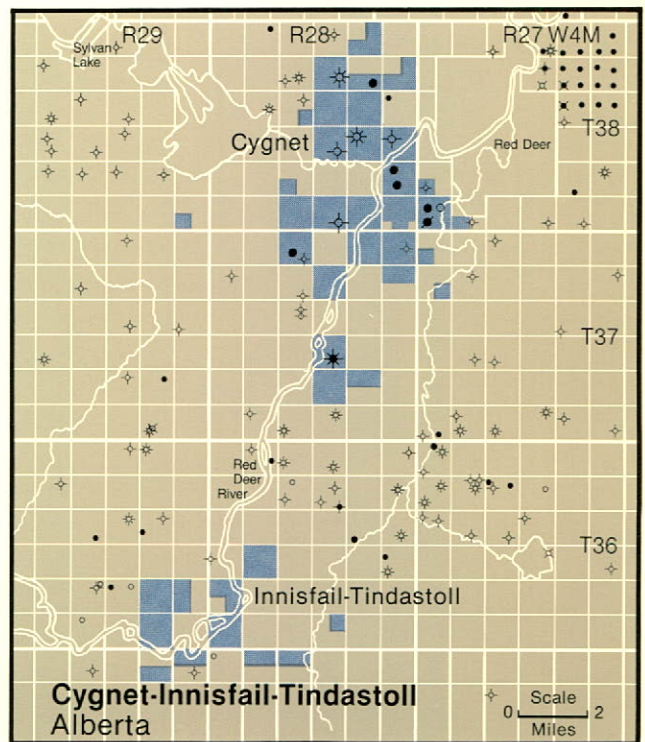 R29
R28
R27 W4M
Sylvan
Lake
T38
Cygnet
Red Deer
T37
Red
Deer
River
T36
Innisfail-Tindastoll
Cygnet-Innisfail-Tindastoll
Alberta
Scale
0 2
Miles